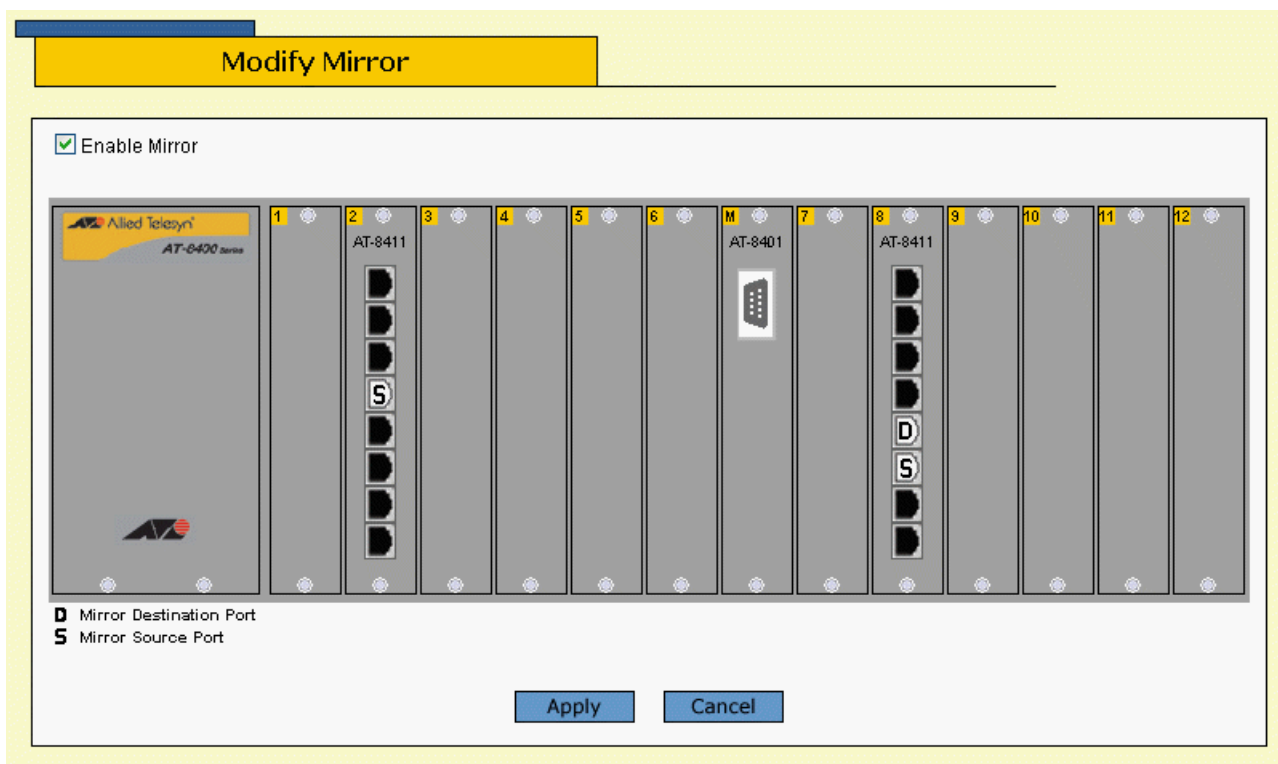 Modify Mirror
Enable Mirror
Allied Telesyn
AT-8400 Series
1 2 3 4 5 6 M 7 8 9 10 11 12
AT-8411 AT-8401 AT-8411
S
D
S
D Mirror Destination Port
S Mirror Source Port
Apply Cancel